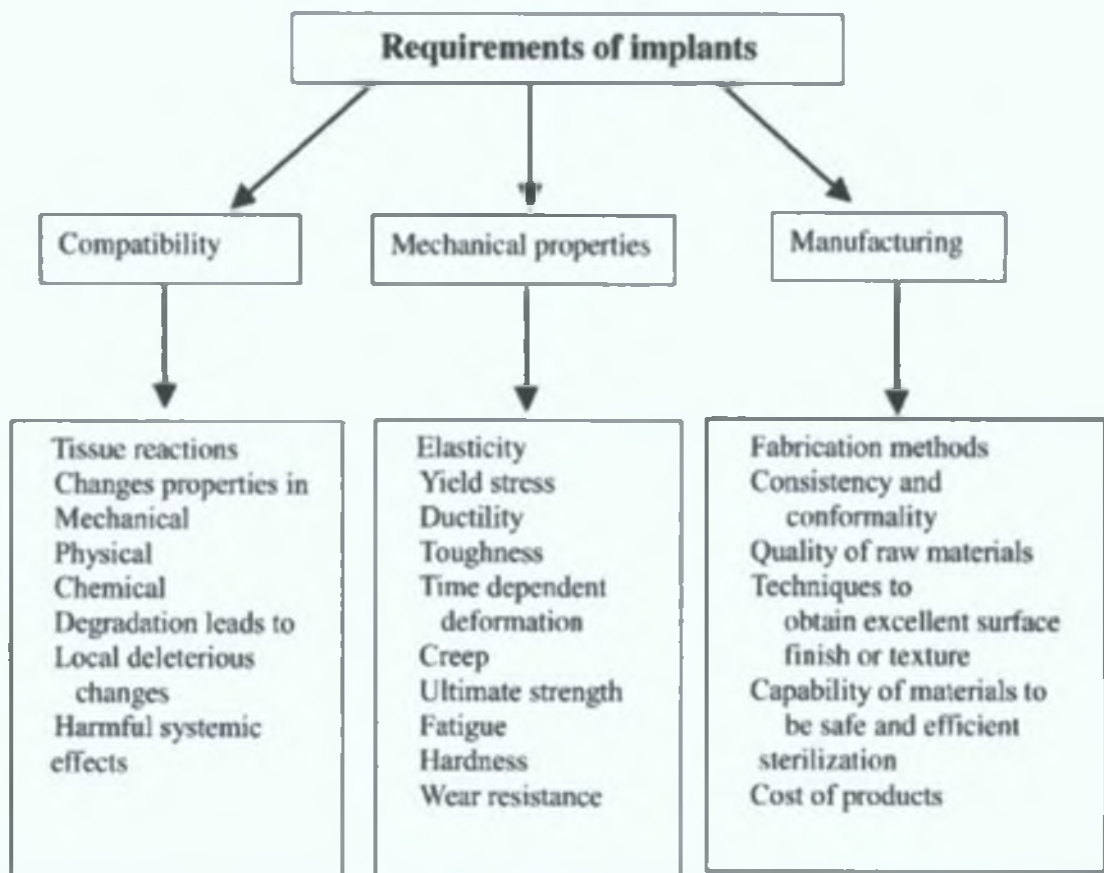 Requirements of implants
Compatibility
Mechanical properties
Manufacturing
Tissue reactions
Changes properties in
Mechanical
Physical
Chemical
Degradation leads to
Local deleterious
changes
Harmful systemic
effects
Elasticity
Yield stress
Ductility
Toughness
Time dependent
deformation
Creep
Ultimate strength
Fatigue
Hardness
Wear resistance
Fabrication methods
Consistency and
conformality
Quality of raw materials
Techniques to
obtain excellent surface
finish or texture
Capability of materials to
be safe and efficient
sterilization
Cost of products